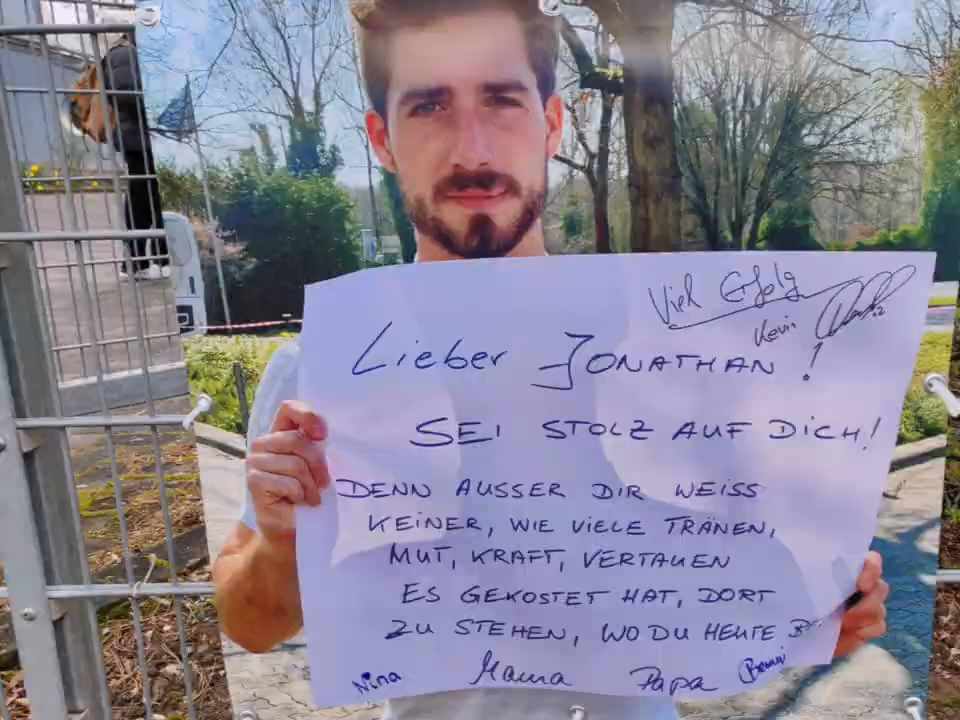 Viel Erfolg
Kevin
Lieber JONATHAN !
SEI STOLZ AUF DICH!
DENN AUSSER DIR WEISS
KEINER, WIE VIELE TRÄNEN,
MUT, KRAFT, VERTAUEN
ES GEKOSTET HAT, DORT
ZU STEHEN, WO DU HEUTE
Nina Mama Papa